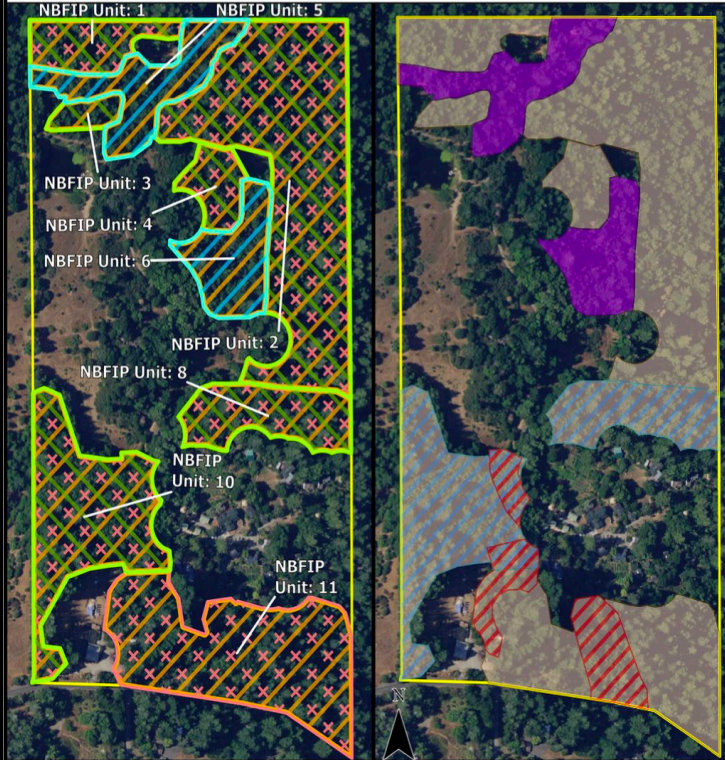 NBFIP Unit: 1
NBFIP Unit: 5
NBFIP Unit: 3
NBFIP Unit: 4
NBFIP Unit: 6
NBFIP Unit: 2
NBFIP Unit: 8
NBFIP
Unit: 10
NBFIP
Unit: 11
N